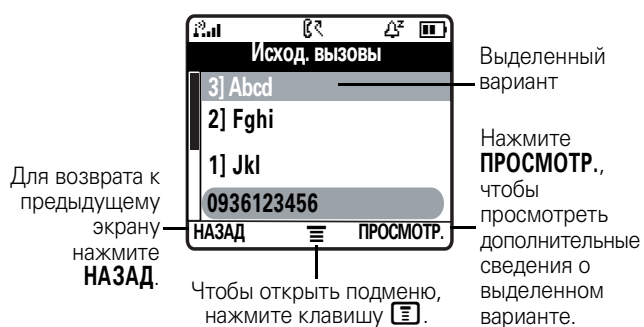 Исход. вызовы
3] Abcd
2] Fghi
1] Jkl
0936123456
НАЗАД
ПРОСМОТР.
Выделенный
вариант
Нажмите
ПРОСМОТР.,
чтобы
просмотреть
дополнительные
сведения о
выделенном
варианте.
Для возврата к
предыдущему
экрану
нажмите
НАЗАД.
Чтобы открыть подменю,
нажмите клавишу .